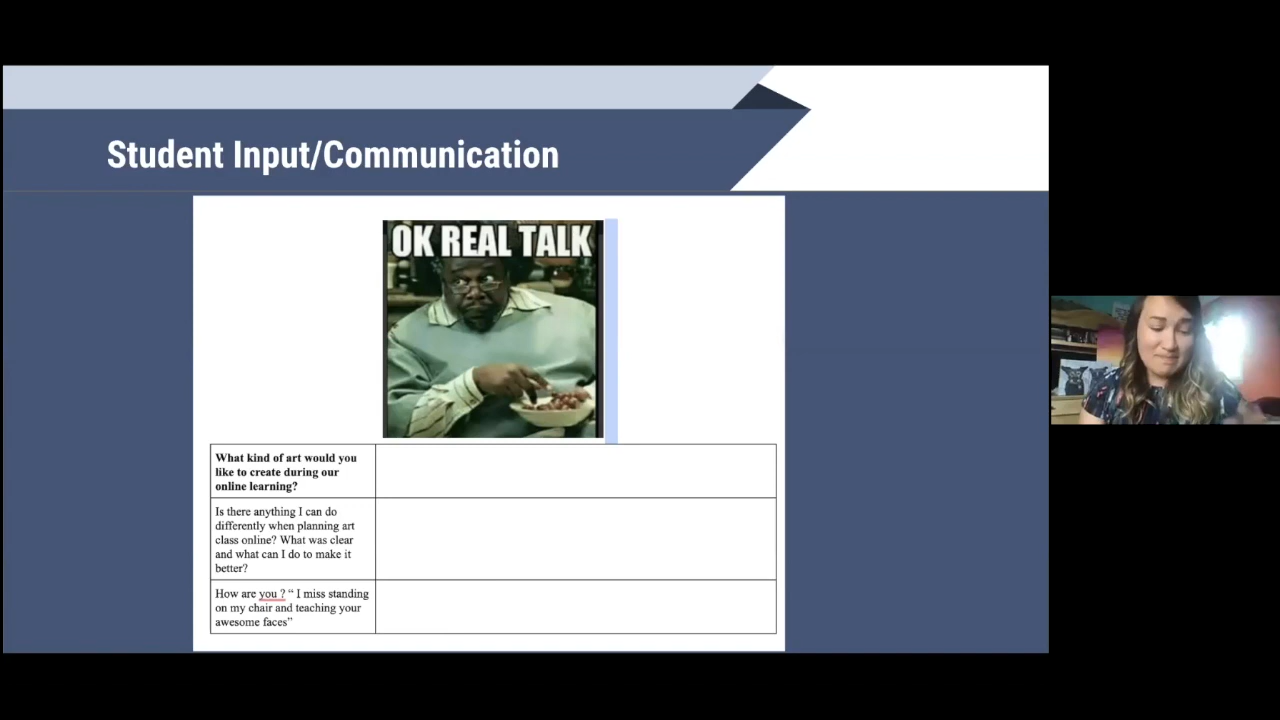 Student Input/Communication
OK REAL TALK
What kind of art would you
like to create during our
online learning?
Is there anything I can do
differently when planning art
class online? What was clear
and what can I do to make it
better?
How are you ? “ I miss standing
on my chair and teaching your
awesome faces”